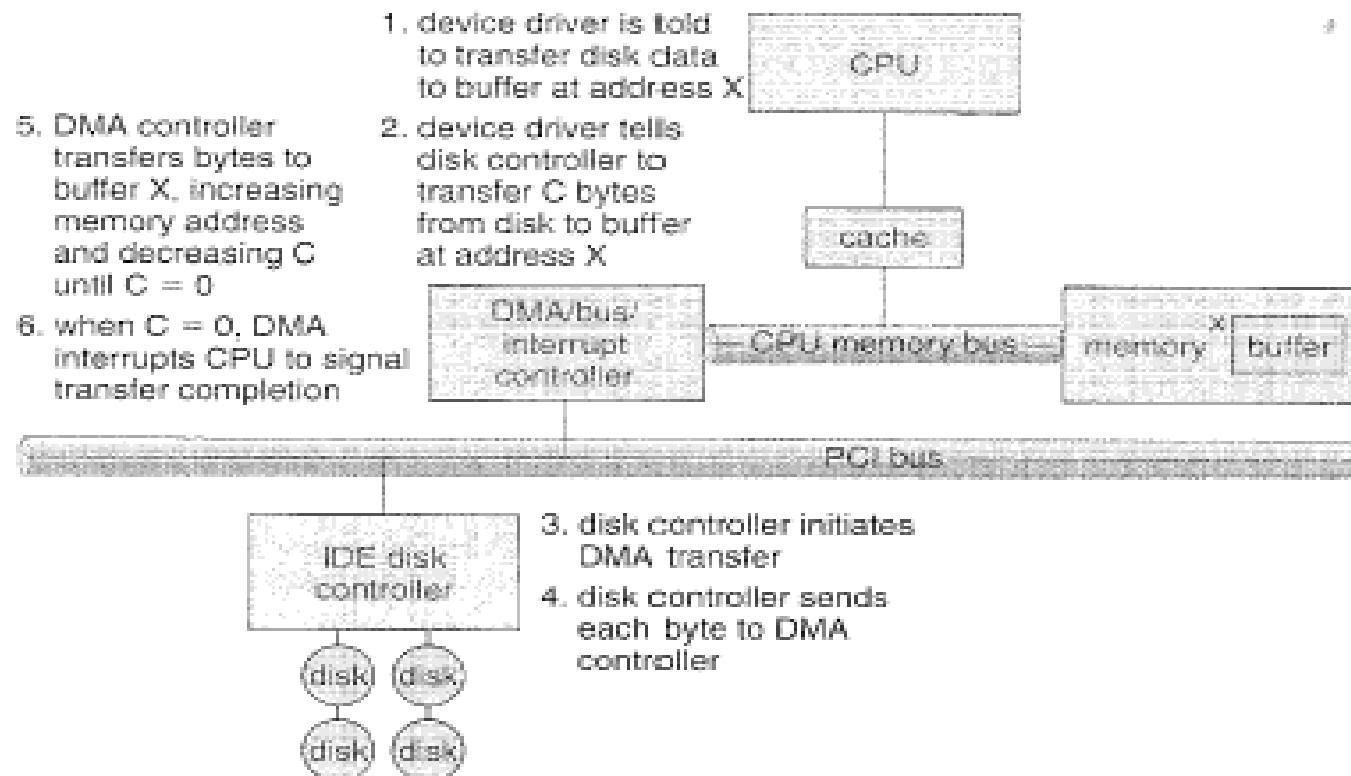 1. device driver is told
to transfer disk data
to buffer at address X
CPU
5. DMA controller
transfers bytes to
buffer X, increasing
memory address
and decreasing C
until C = 0
2. device driver tells
disk controller to
transfer C bytes
from disk to buffer
at address X
cache
6. when C = 0, DMA
interrupts CPU to signal
transfer completion
DMA/bus/
interrupt
controller
CPU memory bus
memory
x
buffer
PCI bus
IDE disk
controller
3. disk controller initiates
DMA transfer
4. disk controller sends
each byte to DMA
controller
disk
disk
disk
disk